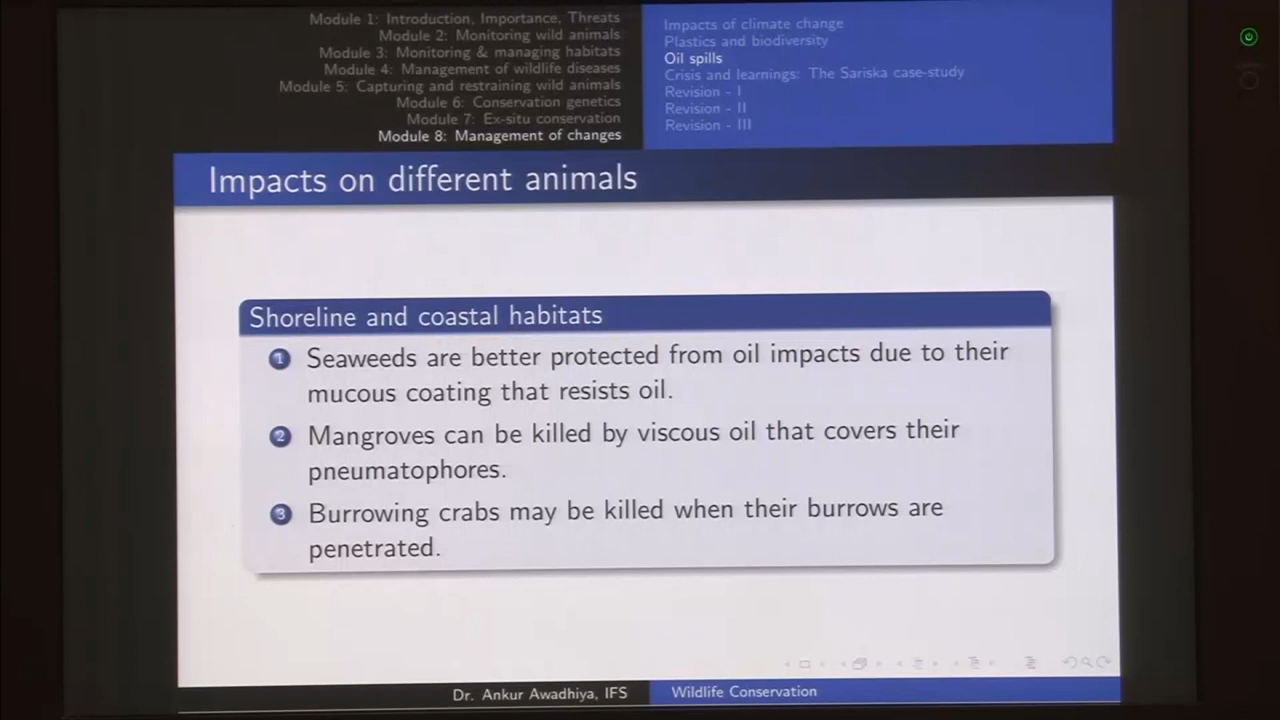 Module 1: Introduction, Importance, Threats
Module 2: Monitoring wild animals
Module 3: Monitoring & managing habitats
Module 4: Management of wildlife diseases
Module 5: Capturing and restraining wild animals
Module 6: Conservation genetics
Module 7: Ex-situ conservation
Module 8: Management of changes
Impacts of climate change
Plastics and biodiversity
Oil spills
Crisis and learnings: The Sariska case-study
Revision - I
Revision - II
Revision - III
Impacts on different animals
Shoreline and coastal habitats
1 Seaweeds are better protected from oil impacts due to their
mucous coating that resists oil.
2 Mangroves can be killed by viscous oil that covers their
pneumatophores.
3 Burrowing crabs may be killed when their burrows are
penetrated.
Dr. Ankur Awadhiya, IFS
Wildlife Conservation